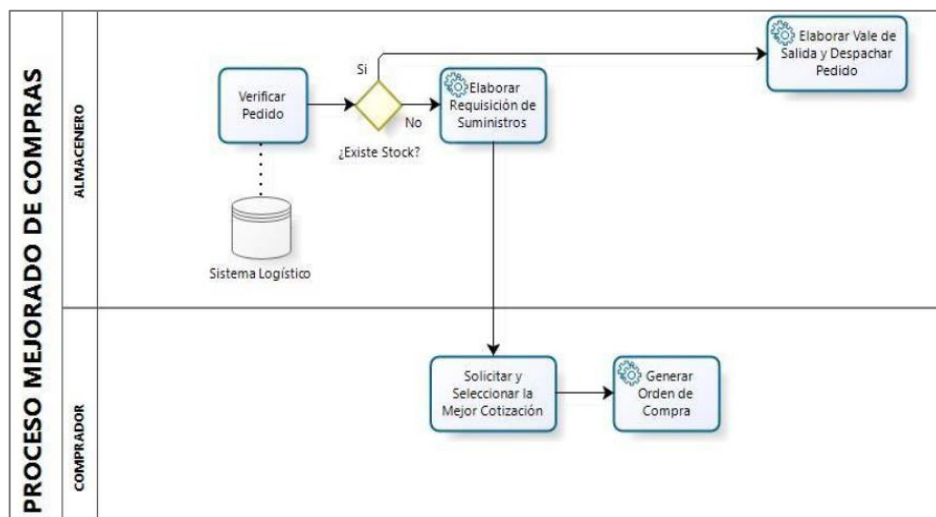 PROCESO MEJORADO DE COMPRAS
ALMACENERO
Verificar
Pedido
Si
No
¿Existe Stock?
Elaborar
Requisición de
Suministros
Elaborar Vale de
Salida y Despachar
Pedido
Sistema Logístico
COMPRADOR
Solicitar y
Seleccionar la
Mejor Cotización
Generar
Orden de
Compra